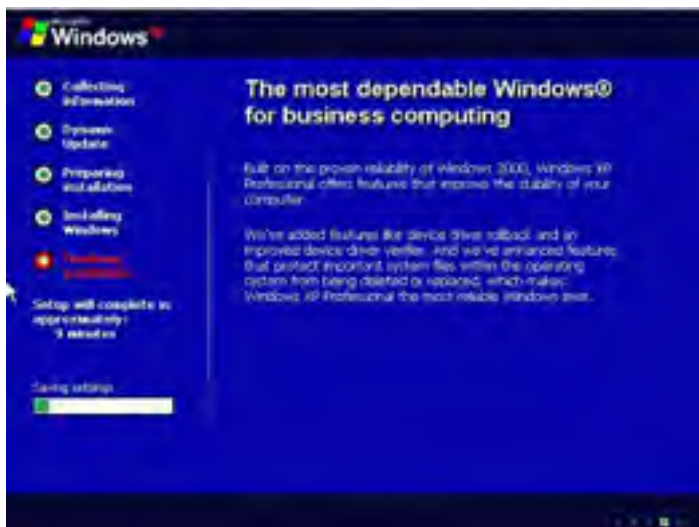 Microsoft
Windows XP
Collecting
information
Dynamic
Update
Preparing
installation
Installing
Windows
Finalizing
installation
Setup will complete in
approximately:
9 minutes
Saving settings
The most dependable Windows®
for business computing
Built on the proven reliability of Windows 2000, Windows XP
Professional offers features that improve the stability of your
computer.
We've added features like device driver rollback and an
improved device driver verifier. And we've enhanced features
that protect important system files within the operating
system from being deleted or replaced, which makes
Windows XP Professional the most reliable Windows ever.